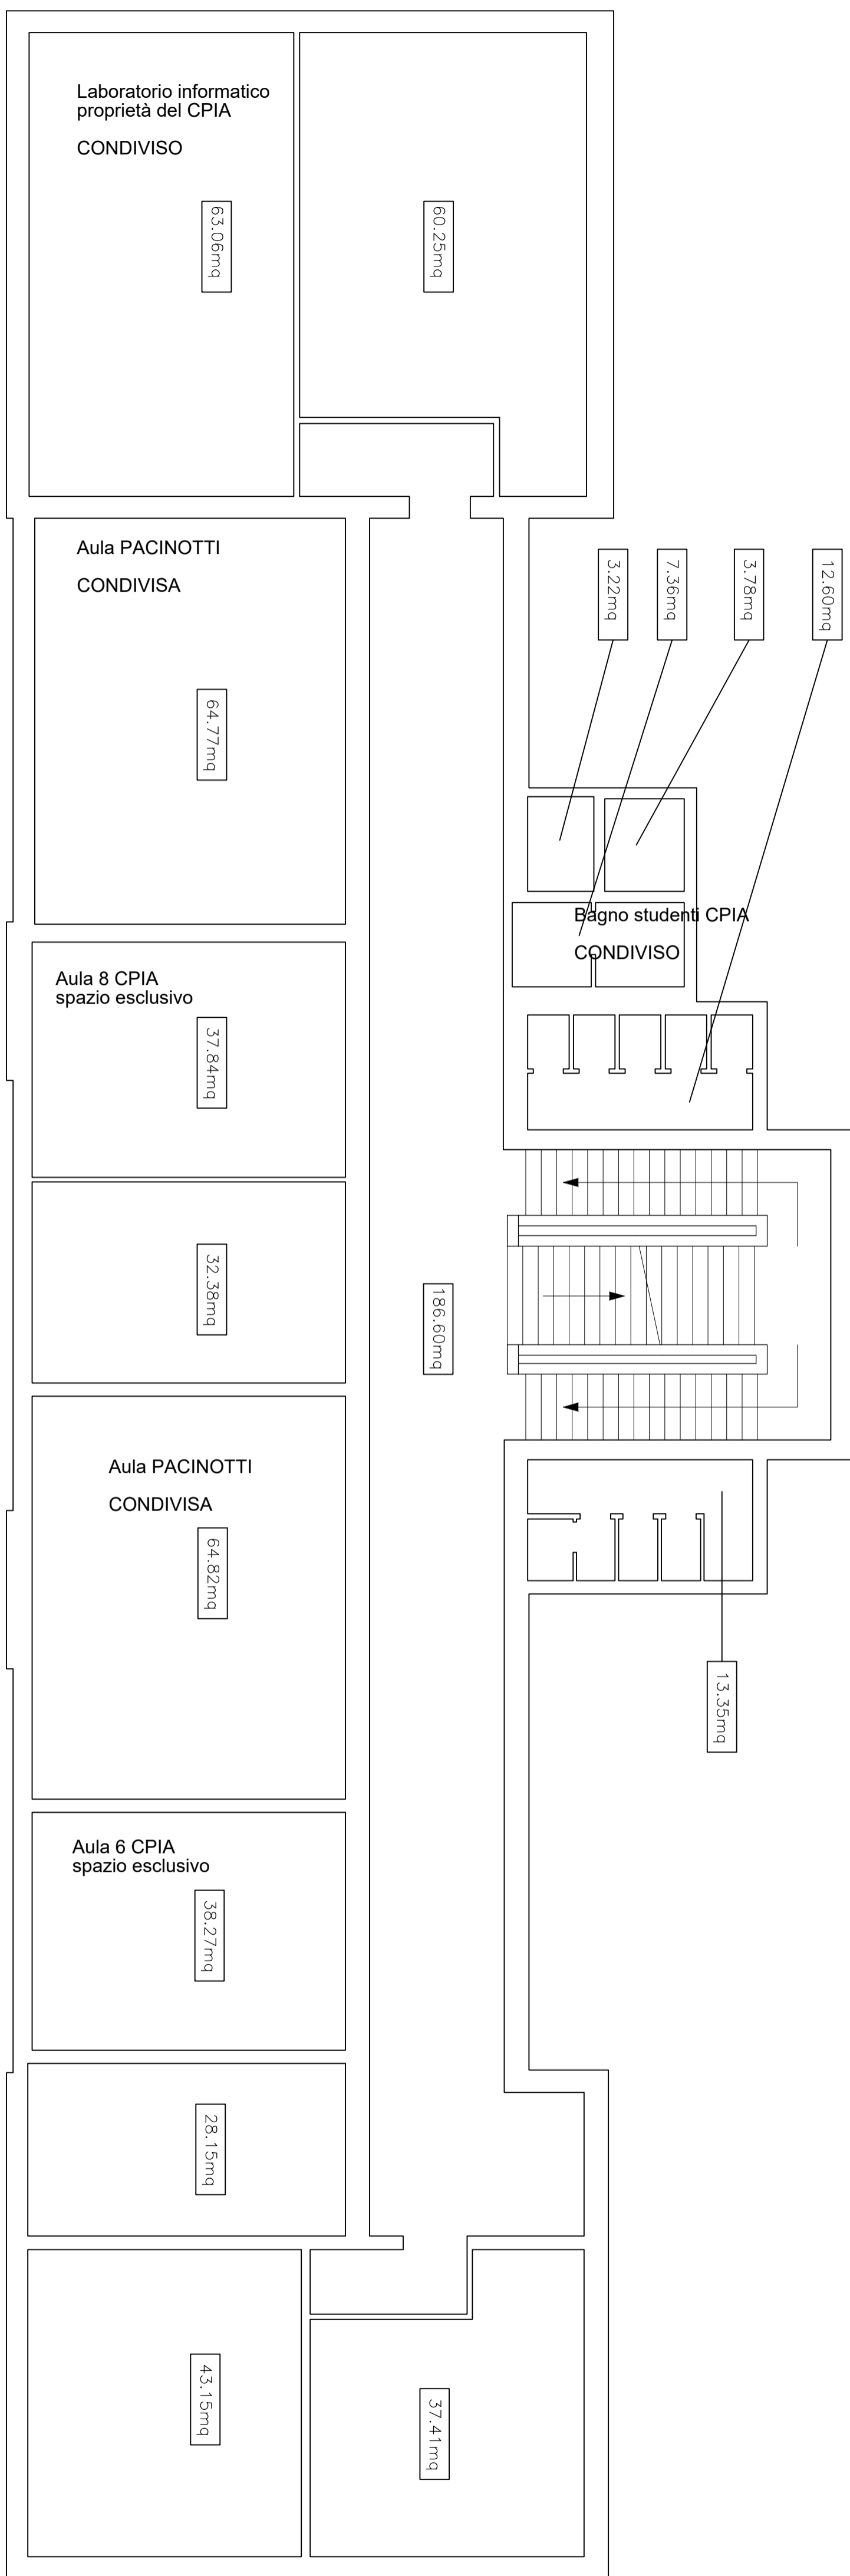 Laboratorio informatico
proprietà del CPIA
CONDIVISO
63.06mq
60.25mq
Aula PACINOTTI
CONDIVISA
64.77mq
3.22mq
7.36mq
3.78mq
12.60mq
Bagno studenti CPIA
CONDIVISO
Aula 8 CPIA
spazio esclusivo
37.84mq
32.38mq
186.60mq
Aula PACINOTTI
CONDIVISA
64.82mq
13.35mq
Aula 6 CPIA
spazio esclusivo
38.27mq
28.15mq
43.15mq
37.41mq